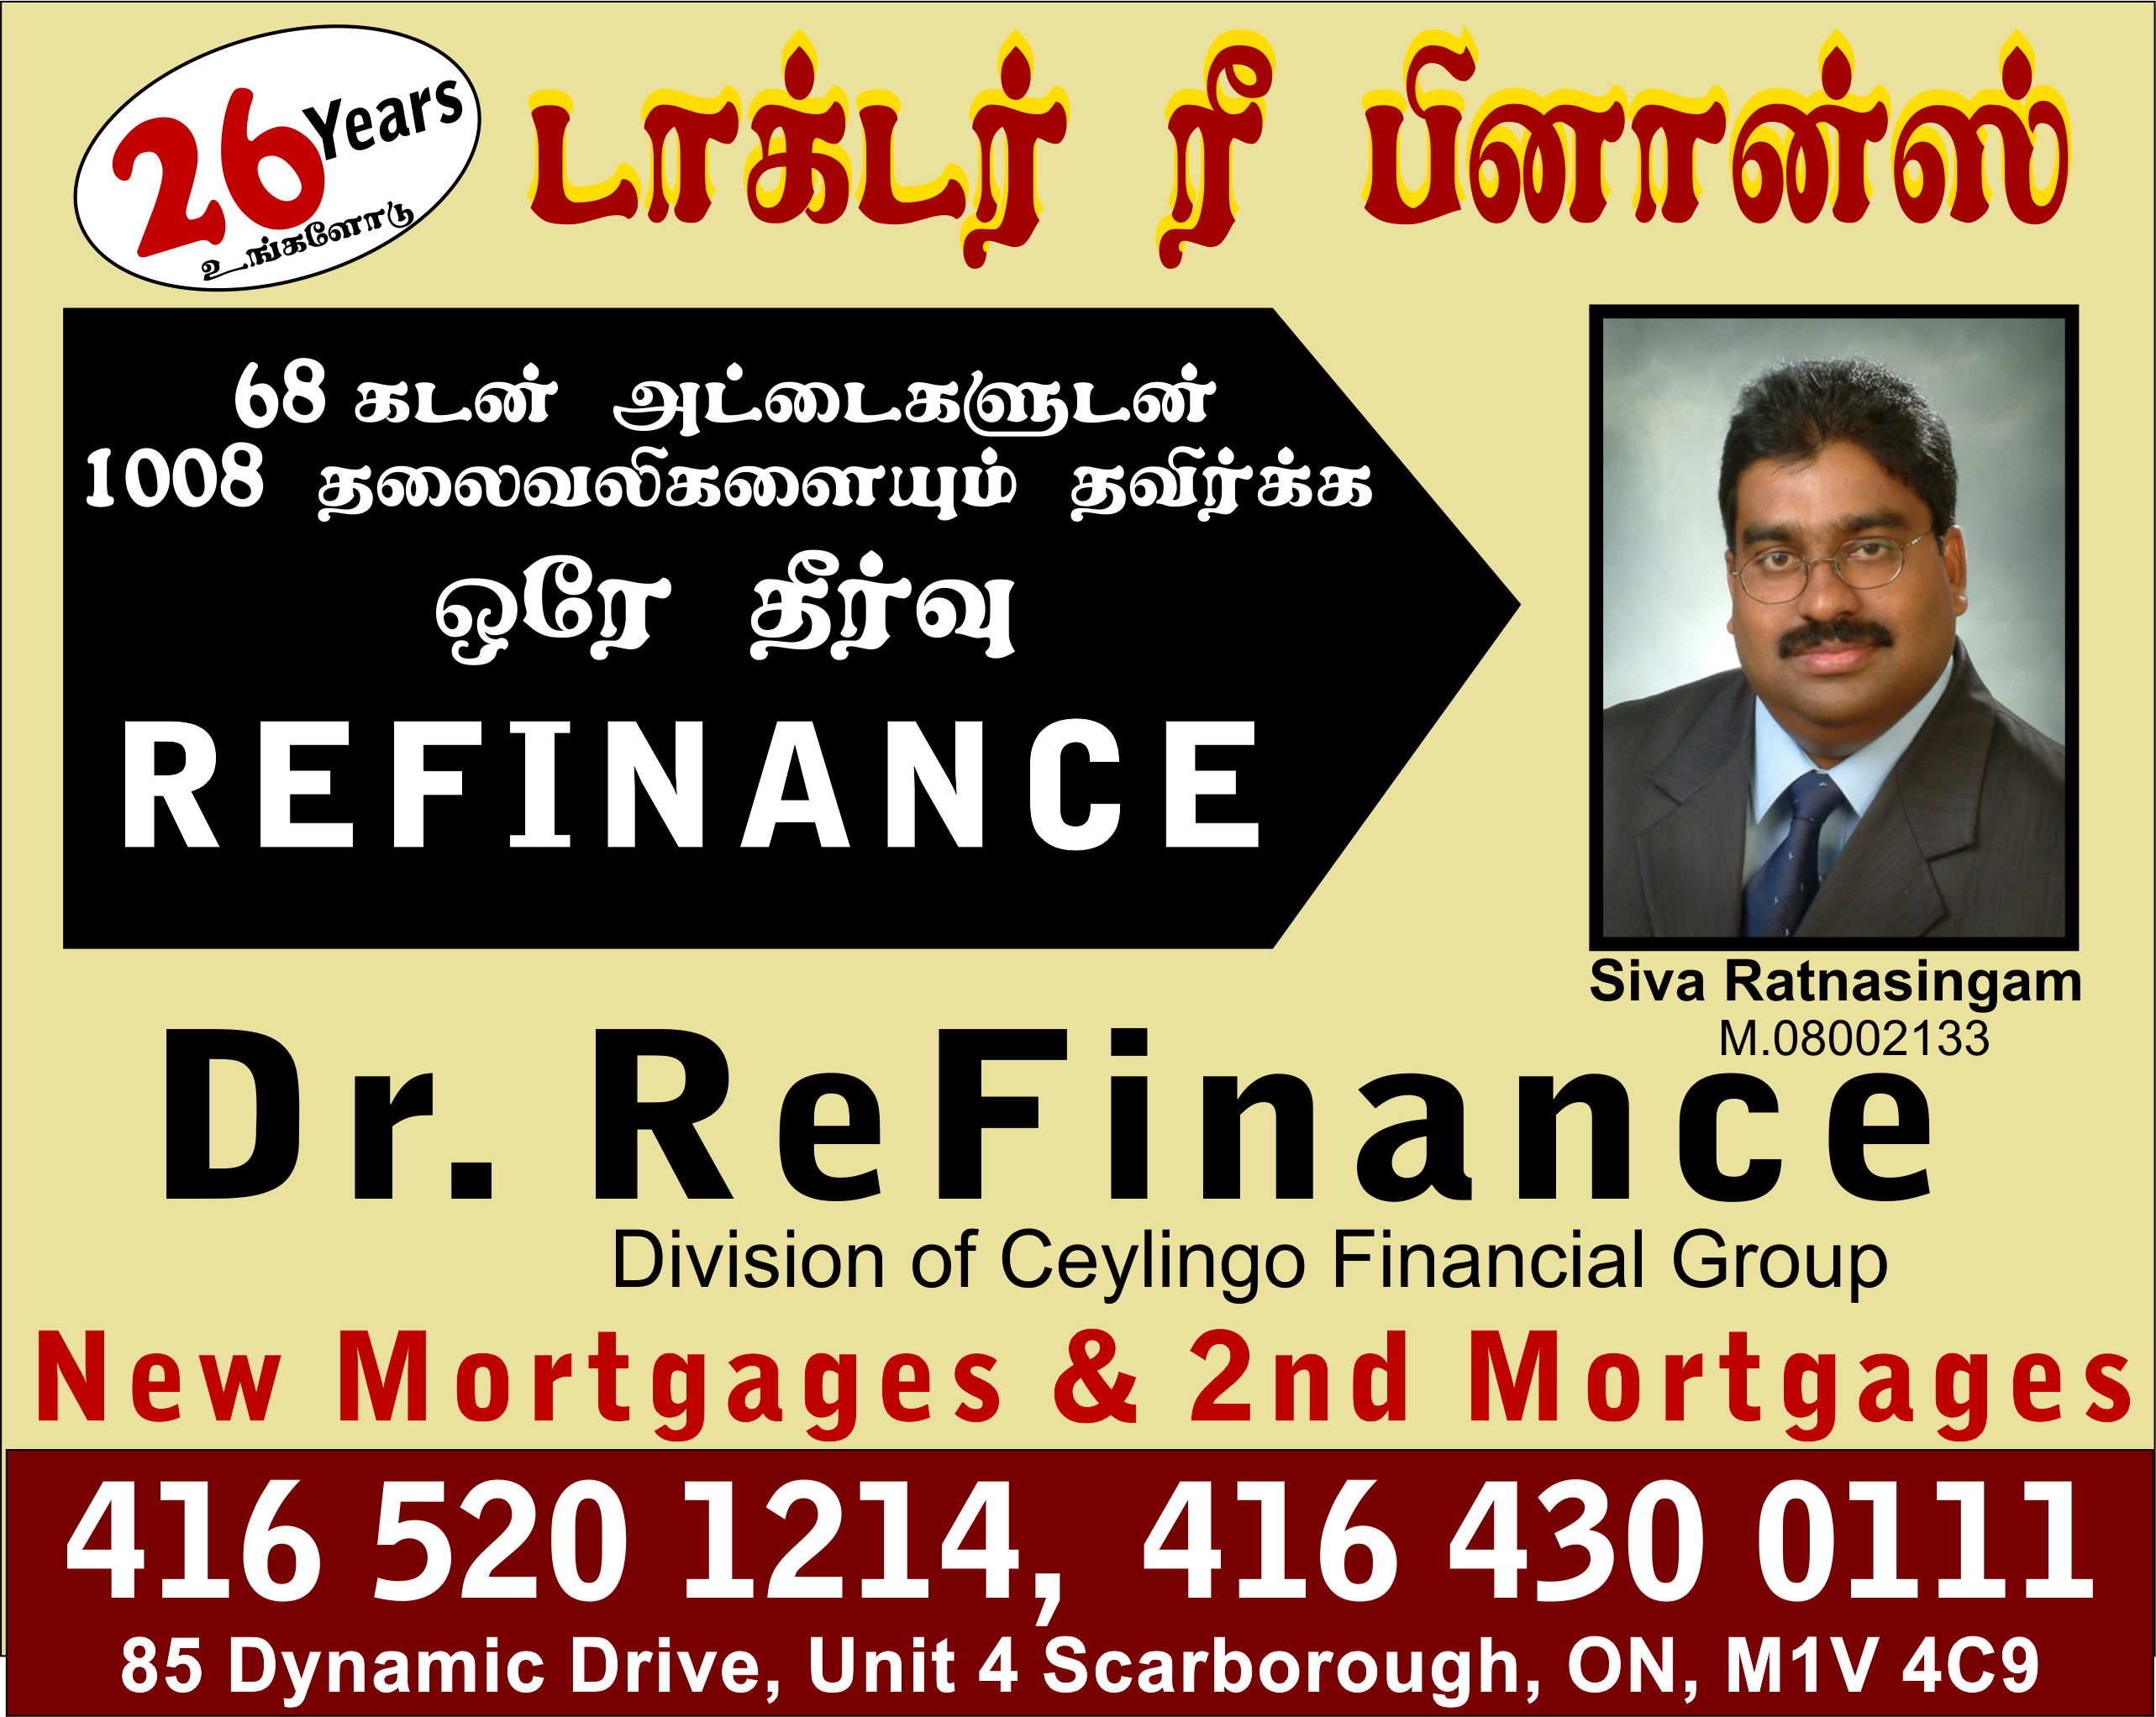 26 Years
உங்களோடு
டாக்டர் ரீ பினான்ஸ்
68 கடன் அட்டைகளுடன்
1008 தலைவலிகளையும் தவிர்க்க
ஒரே தீர்வு
REFINANCE
Siva Ratnasingam
M.08002133
Dr. ReFinance
Division of Ceylingo Financial Group
New Mortgages & 2nd Mortgages
416 520 1214, 416 430 0111
85 Dynamic Drive, Unit 4 Scarborough, ON, M1V 4C9